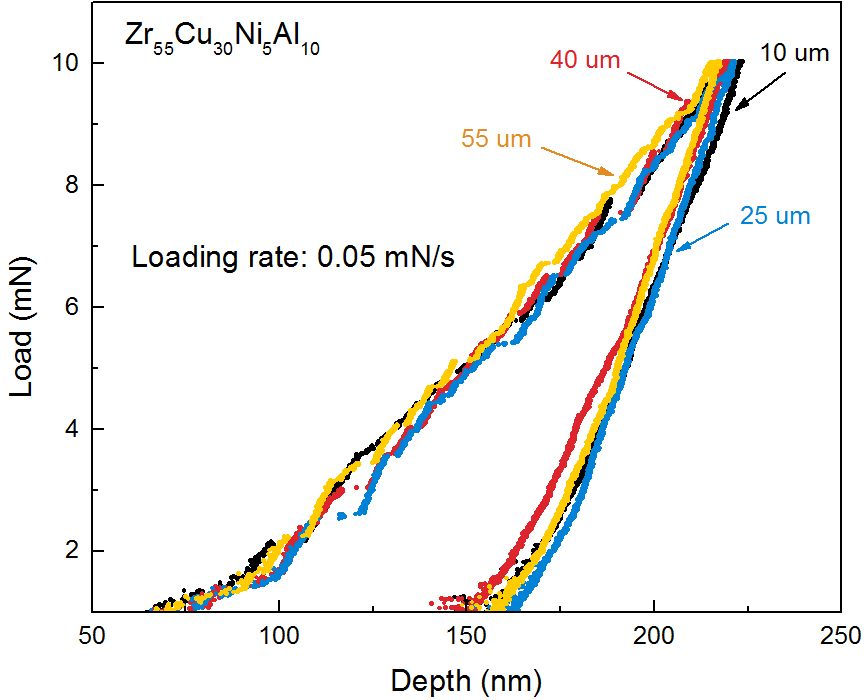 Zr55Cu30Ni5Al10
40 um
10 um
55 um
25 um
Loading rate: 0.05 mN/s
Load (mN)
10
8
6
4
2
50
100
150
200
250
Depth (nm)